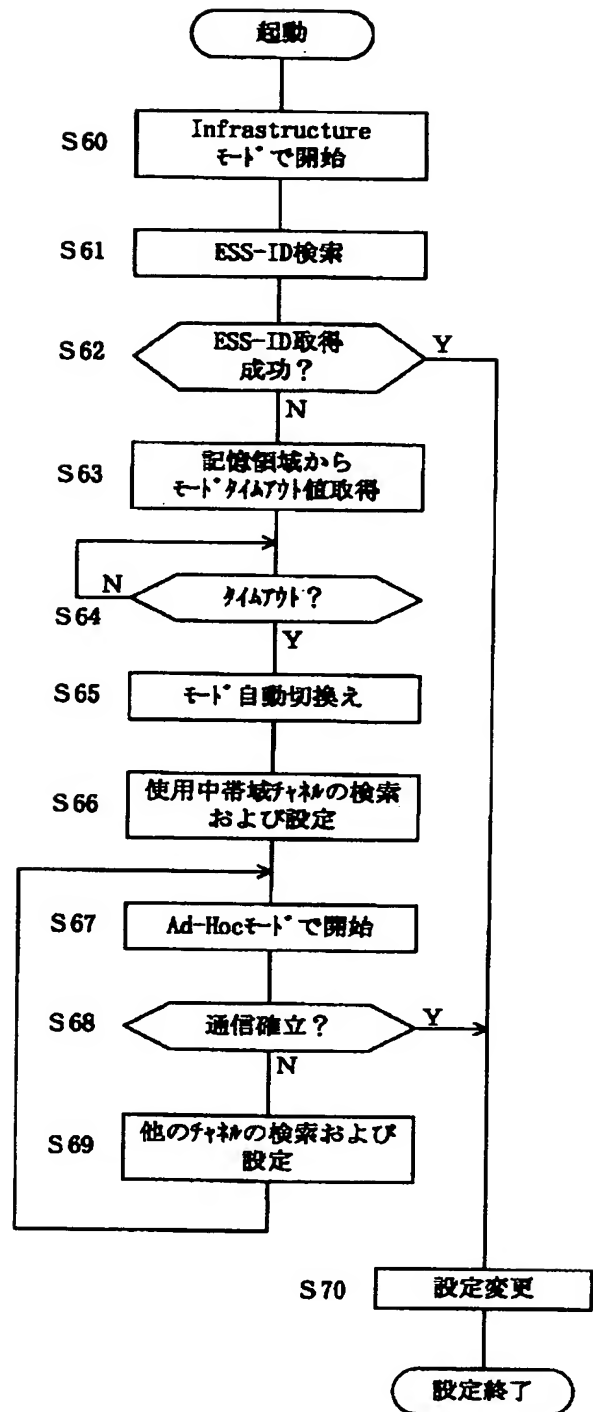 起動
S60
Infrastructure
ﾓｰﾄﾞで開始
S61
ESS-ID検索
S62
ESS-ID取得
成功？
Y
N
S63
記憶領域から
ﾓｰﾄﾞﾀｲﾑｱｳﾄ値取得
N
S64
ﾀｲﾑｱｳﾄ？
Y
S65
ﾓｰﾄﾞ自動切換え
S66
使用中帯域ﾁｬﾈﾙの検索
および設定
S67
Ad-Hocﾓｰﾄﾞで開始
S68
通信確立？
Y
N
S69
他のﾁｬﾈﾙの検索および
設定
S70
設定変更
設定終了